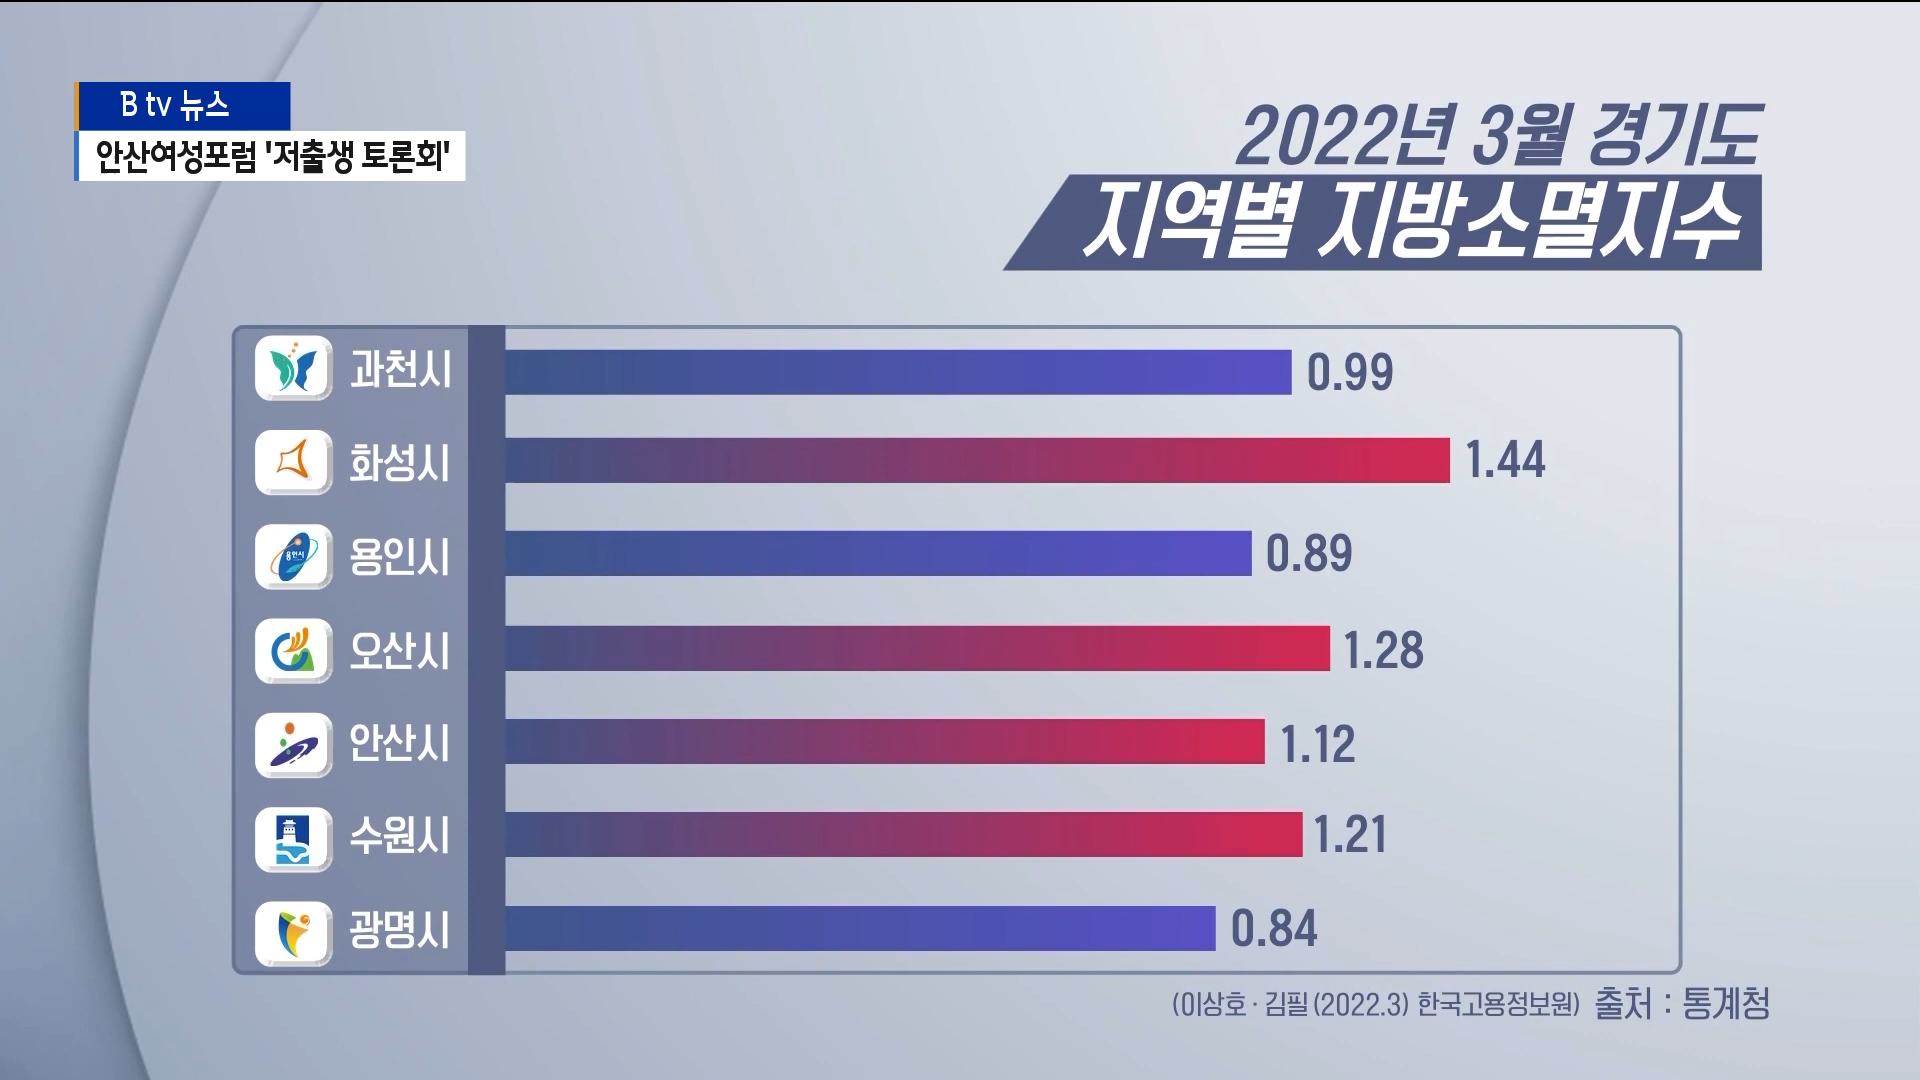 B tv 뉴스
안산여성포럼 '저출생 토론회'
2022년 3월 경기도
지역별 지방소멸지수
과천시 0.99
화성시 1.44
용인시 0.89
오산시 1.28
안산시 1.12
수원시 1.21
광명시 0.84
(이상호·김필(2022.3) 한국고용정보원) 출처 : 통계청
용인시